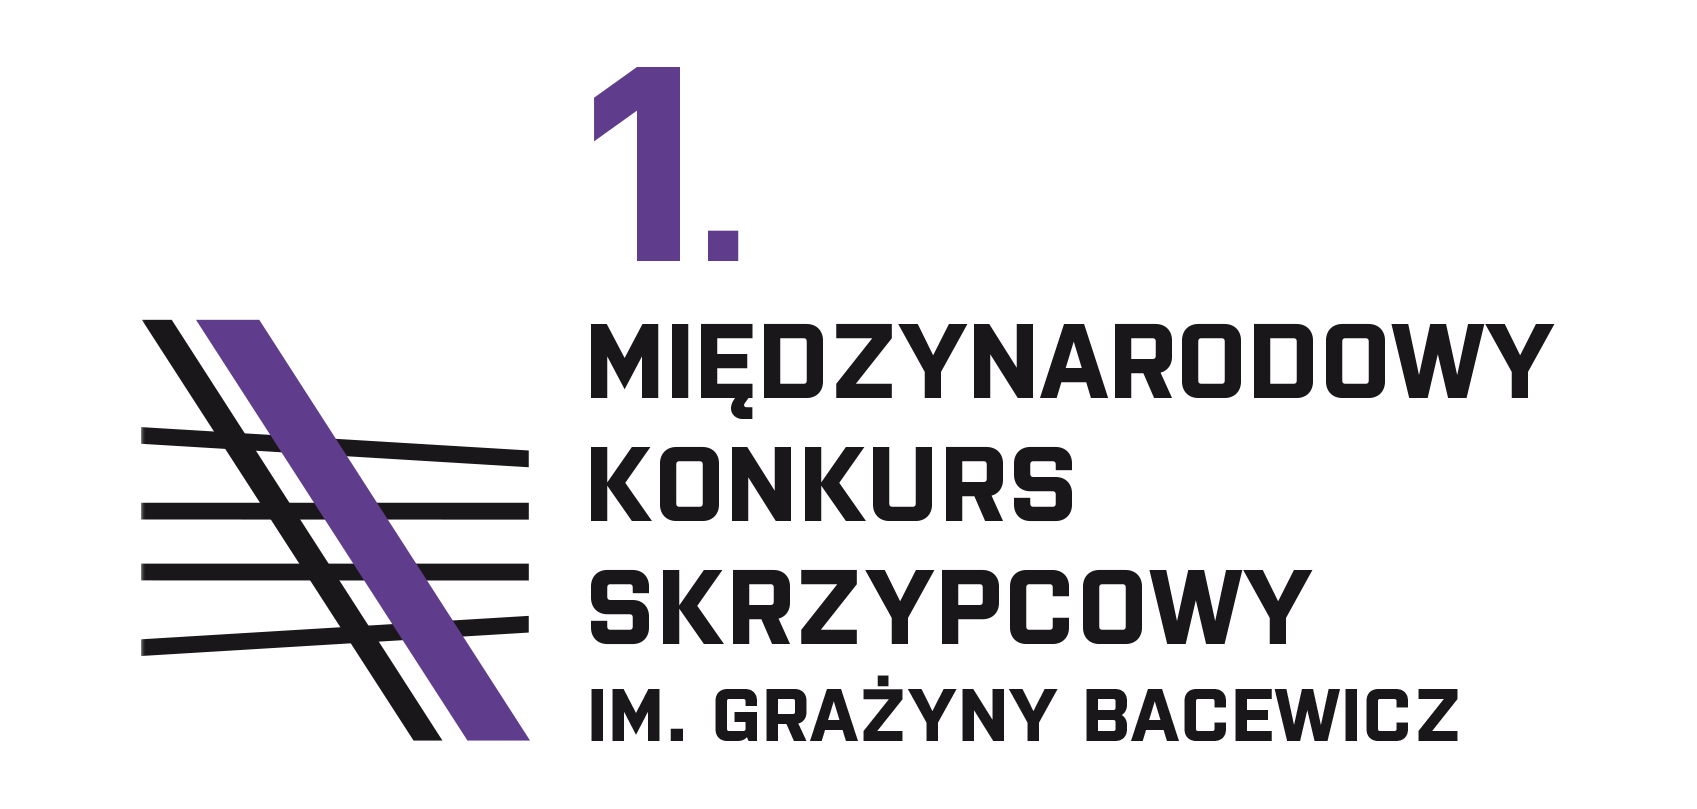 1.
MIĘDZYNARODOWY
KONKURS
SKRZYPCOWY
IM. GRAŻYNY BACEWICZ